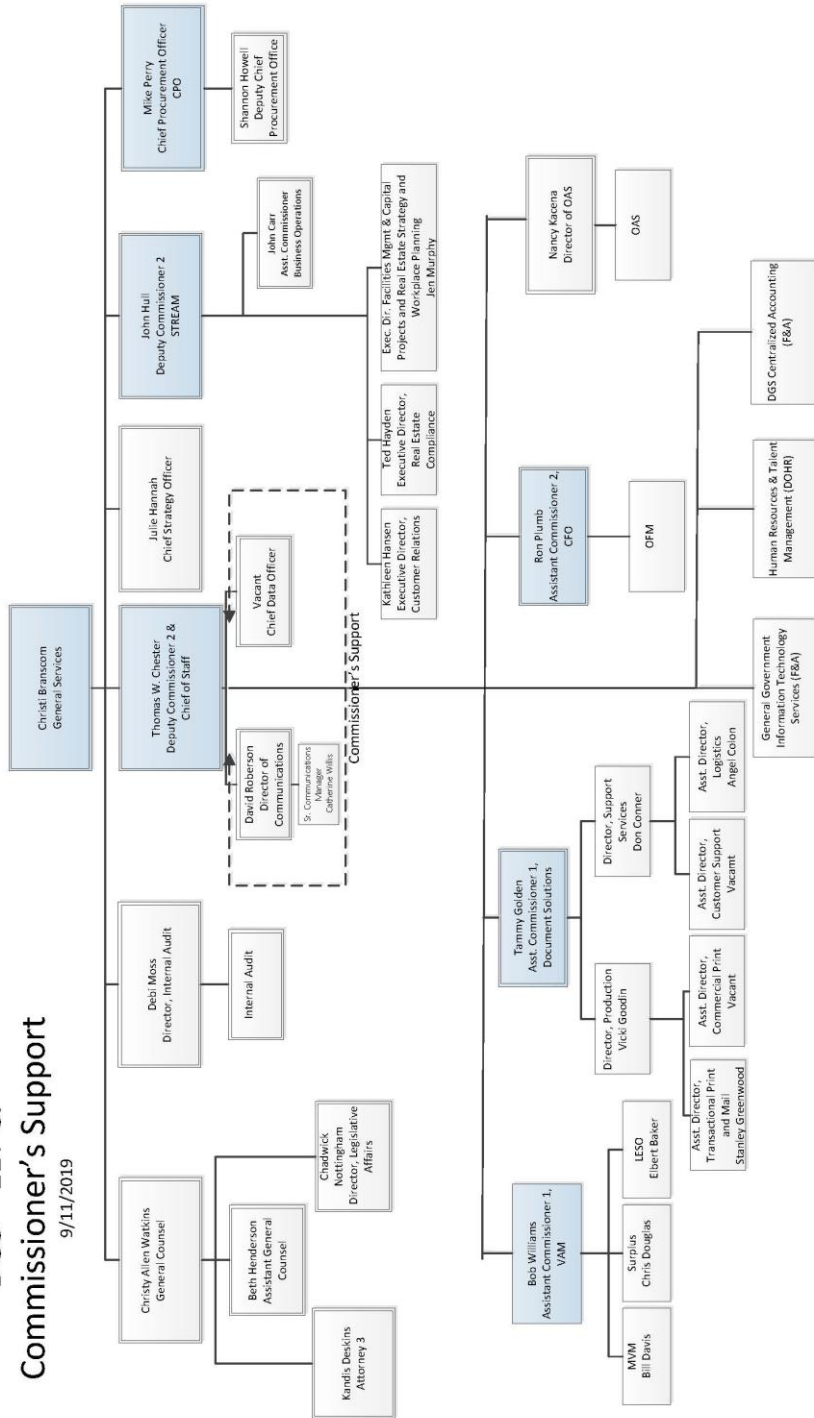 Commissioner's Support
9/11/2019
Christi Branscom
General Services
Christy Allen Watkins
General Counsel
Debi Moss
Director, Internal Audit
Thomas W. Chester
Deputy Commissioner 2 &
Chief of Staff
Julie Hannah
Chief Strategy Officer
John Hull
Deputy Commissioner 2
STREAM
Mike Perry
Chief Procurement Officer
CPO
Beth Henderson
Assistant General
Counsel
Kandis Deskins
Attorney 3
Chadwick
Nottingham
Director, Legislative
Affairs
Internal Audit
David Roberson
Director of
Communications
Sr. Communications
Manager
Catherine Willis
Vacant
Chief Data Officer
Commissioner's Support
John Carr
Asst. Commissioner
Business Operations
Shannon Howell
Deputy Chief
Procurement Office
Kathleen Hansen
Executive Director,
Customer Relations
Ted Hayden
Executive Director,
Real Estate
Compliance
Exec. Dir. Facilities Mgmt & Capital
Projects and Real Estate Strategy and
Workplace Planning
Jen Murphy
Bob Williams
Assistant Commissioner 1,
VAM
Tammy Golden
Asst. Commissioner 1,
Document Solutions
Ron Plumb
Assistant Commissioner 2,
CFO
Nancy Kacena
Director of OAS
MVM
Bill Davis
Surplus
Chris Douglas
LESO
Elbert Baker
Director, Production
Vicki Goodin
Director, Support
Services
Don Conner
OFM
OAS
Asst. Director,
Transactional Print
and Mail
Stanley Greenwood
Asst. Director,
Commercial Print
Vacant
Asst. Director,
Customer Support
Vacamt
Asst. Director,
Logistics
Angel Colon
General Government
Information Technology
Services (F&A)
Human Resources & Talent
Management (DOHR)
DGS Centralized Accounting
(F&A)